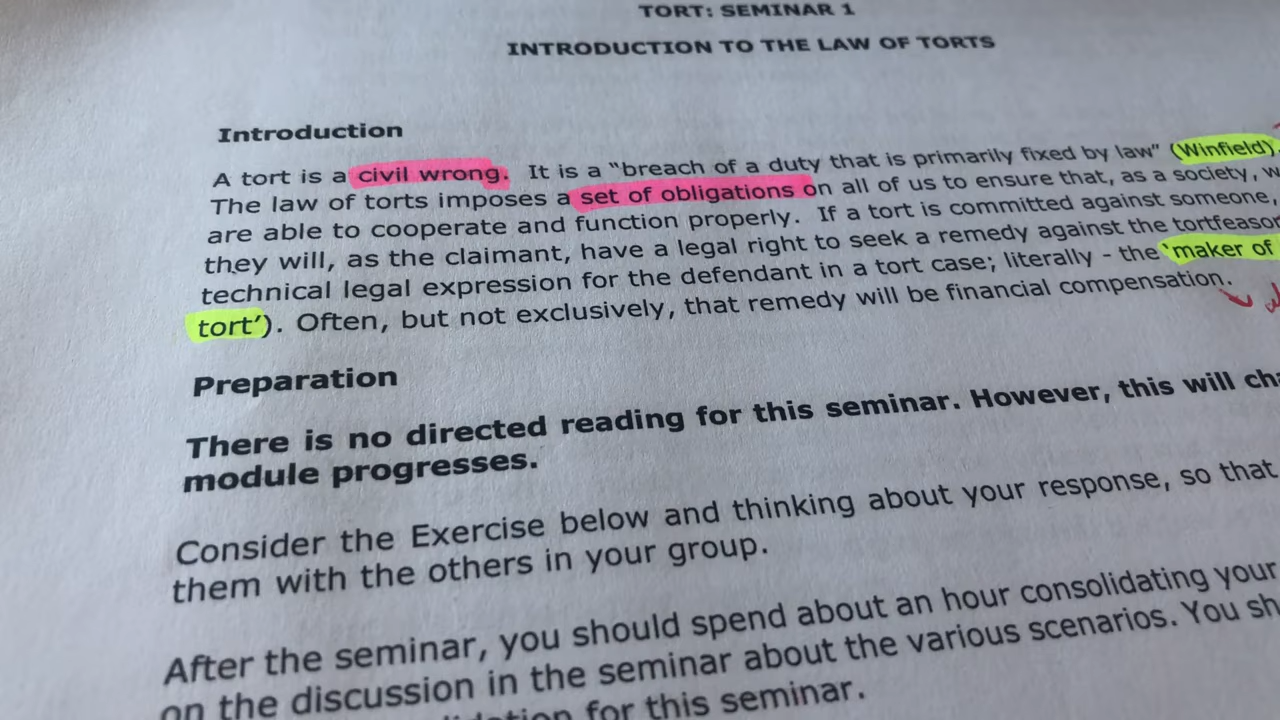 TORT: SEMINAR 1
INTRODUCTION TO THE LAW OF TORTS
Introduction
A tort is a civil wrong. It is a “breach of a duty that is primarily fixed by law” (Winfield).
The law of torts imposes a set of obligations on all of us to ensure that, as a society, w
are able to cooperate and function properly. If a tort is committed against someone,
they will, as the claimant, have a legal right to seek a remedy against the tortfeasor
technical legal expression for the defendant in a tort case; literally - the ‘maker of
tort’). Often, but not exclusively, that remedy will be financial compensation.
Preparation
There is no directed reading for this seminar. However, this will cha
module progresses.
Consider the Exercise below and thinking about your response, so that
them with the others in your group.
After the seminar, you should spend about an hour consolidating your
on the discussion in the seminar about the various scenarios. You sh
for this seminar.